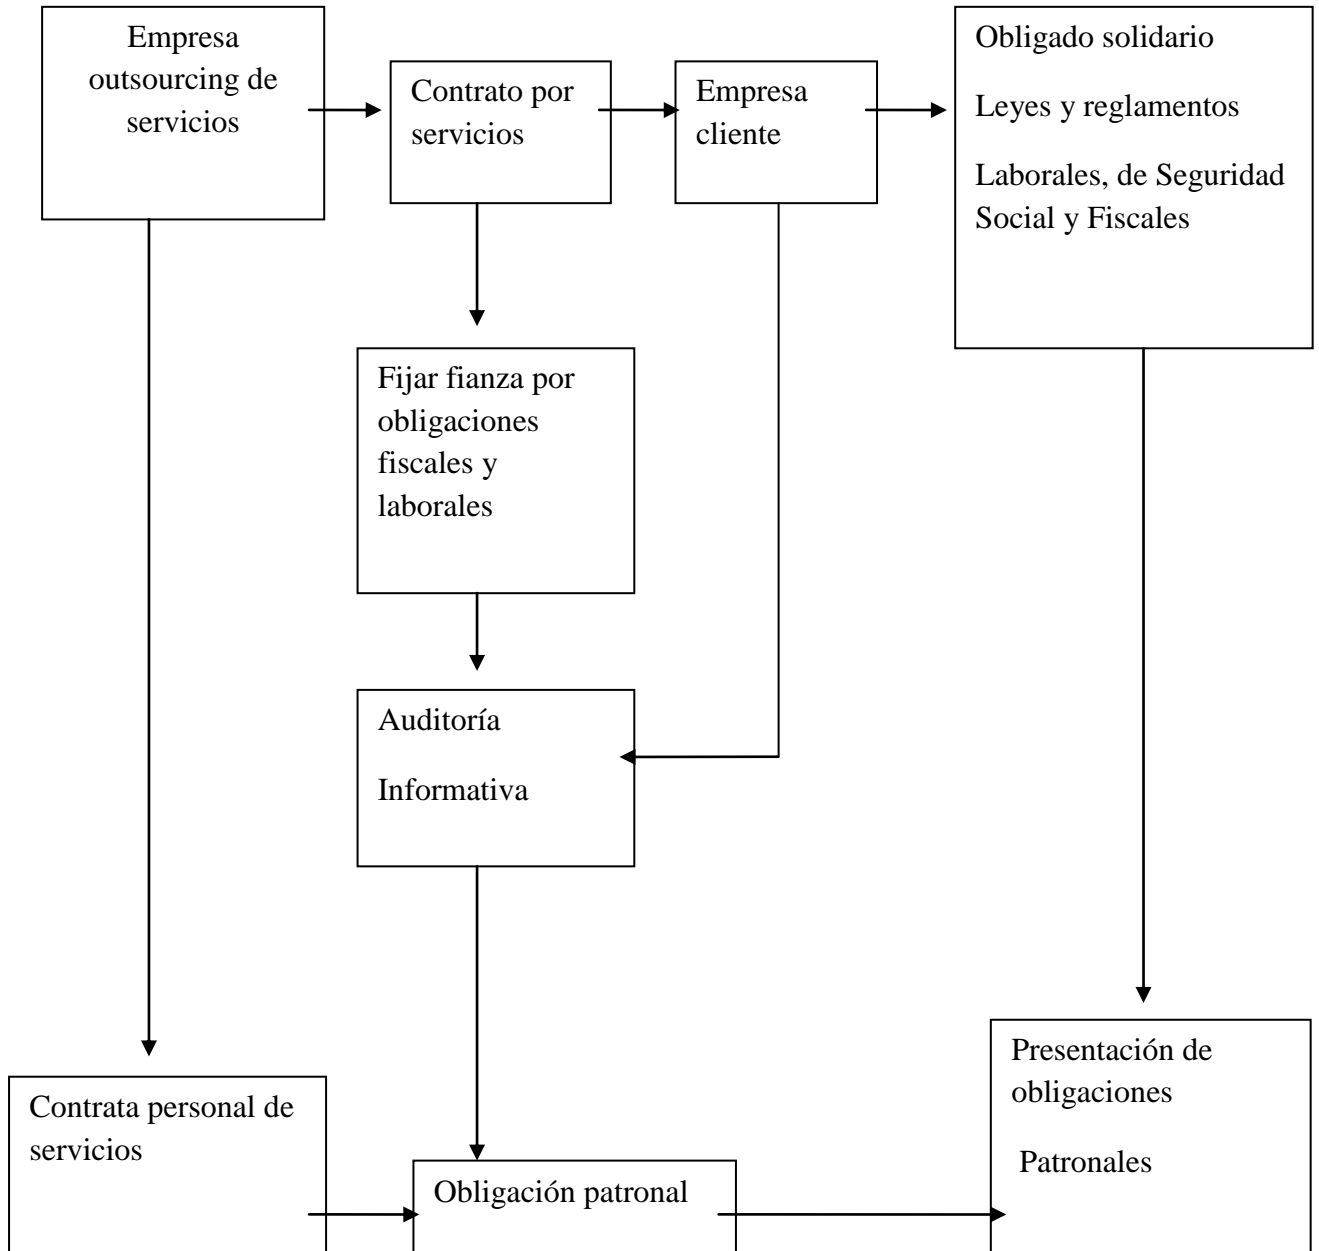 Empresa
outsourcing de
servicios
Contrato por
servicios
Empresa
cliente
Obligado solidario
Leyes y reglamentos
Laborales, de Seguridad
Social y Fiscales
Fijar fianza por
obligaciones
fiscales y
laborales
Auditoría
Informativa
Contrata personal de
servicios
Obligación patronal
Presentación de
obligaciones
Patronales